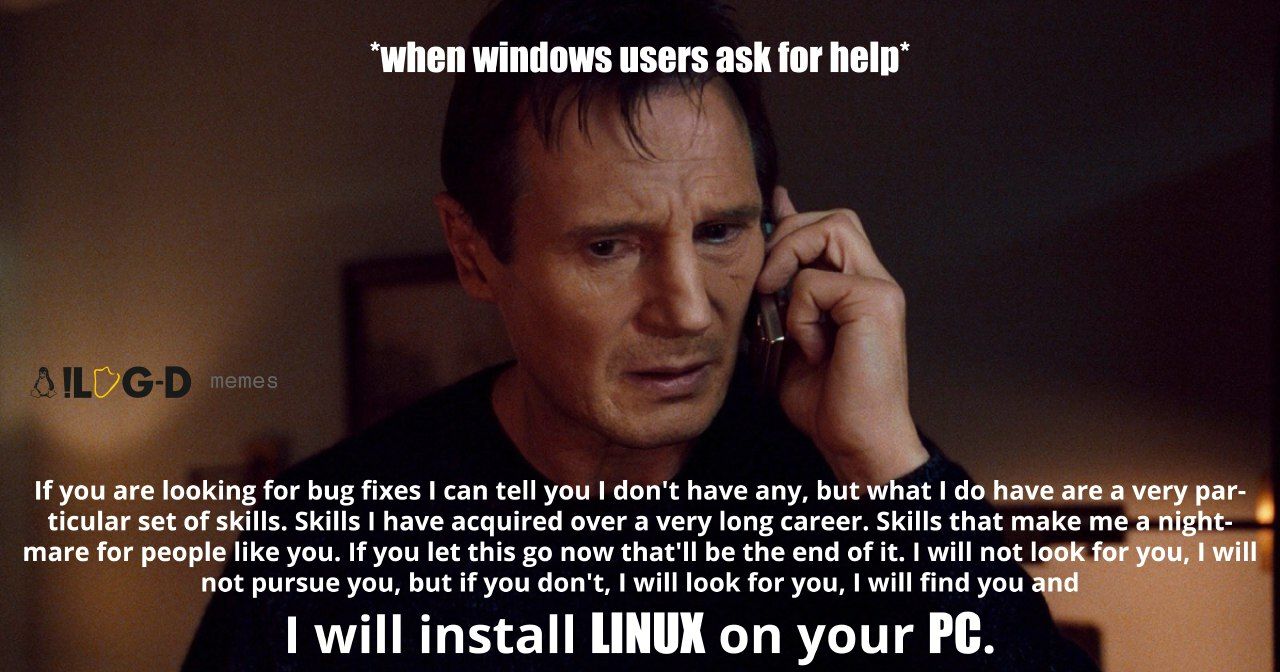 *when windows users ask for help*
!LUG-D memes
If you are looking for bug fixes I can tell you I don't have any, but what I do have are a very par-
ticular set of skills. Skills I have acquired over a very long career. Skills that make me a night-
mare for people like you. If you let this go now that'll be the end of it. I will not look for you, I will
not pursue you, but if you don't, I will look for you, I will find you and
I will install LINUX on your PC.